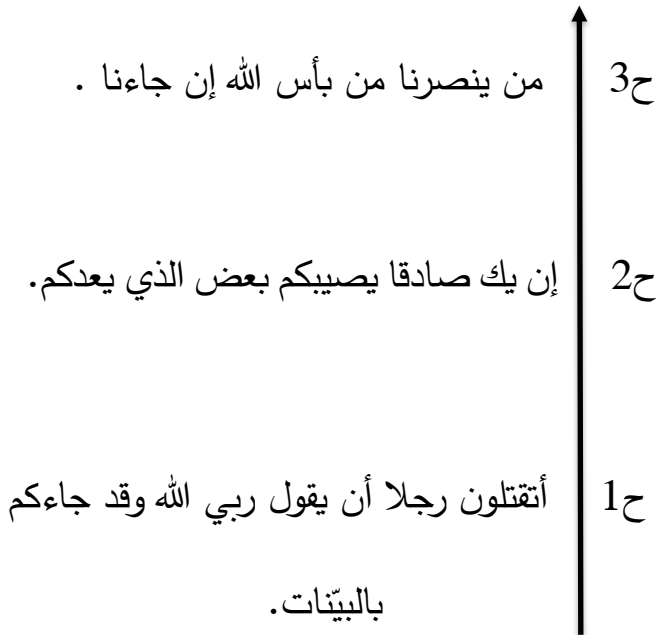 ح3 من ينصرنا من بأس الله إن جاءنا .
ح2 إن يك صادقا يصيبكم بعض الذي يعدكم.
ح1 أتقتلون رجلا أن يقول ربي الله وقد جاءكم
بالبيّنات.